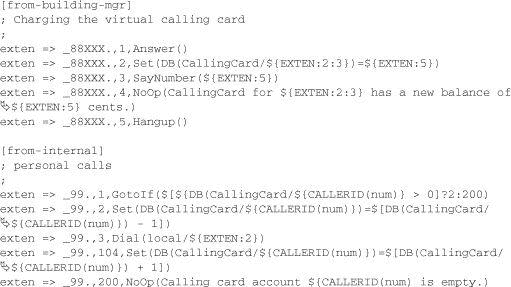 [from-building-mgr]
; Charging the virtual calling card
;
exten => _88XXX.,1,Answer()
exten => _88XXX.,2,Set(DB(CallingCard/${EXTEN:2:3})=${EXTEN:5})
exten => _88XXX.,3,SayNumber(${EXTEN:5})
exten => _88XXX.,4,NoOp(CallingCard for ${EXTEN:2:3} has a new balance of
➥${EXTEN:5} cents.)
exten => _88XXX.,5,Hangup()
[from-internal]
; personal calls
;
exten => _99.,1,GotoIf($[${DB(CallingCard/${CALLERID(num)} > 0]?2:200)
exten => _99.,2,Set(DB(CallingCard/${CALLERID(num)})=$[DB(CallingCard/
➥${CALLERID(num)}) - 1])
exten => _99.,3,Dial(local/${EXTEN:2})
exten => _99.,104,Set(DB(CallingCard/${CALLERID(num)})=$[DB(CallingCard/
➥${CALLERID(num)}) + 1])
exten => _99.,200,NoOp(Calling card account ${CALLERID(num) is empty.)